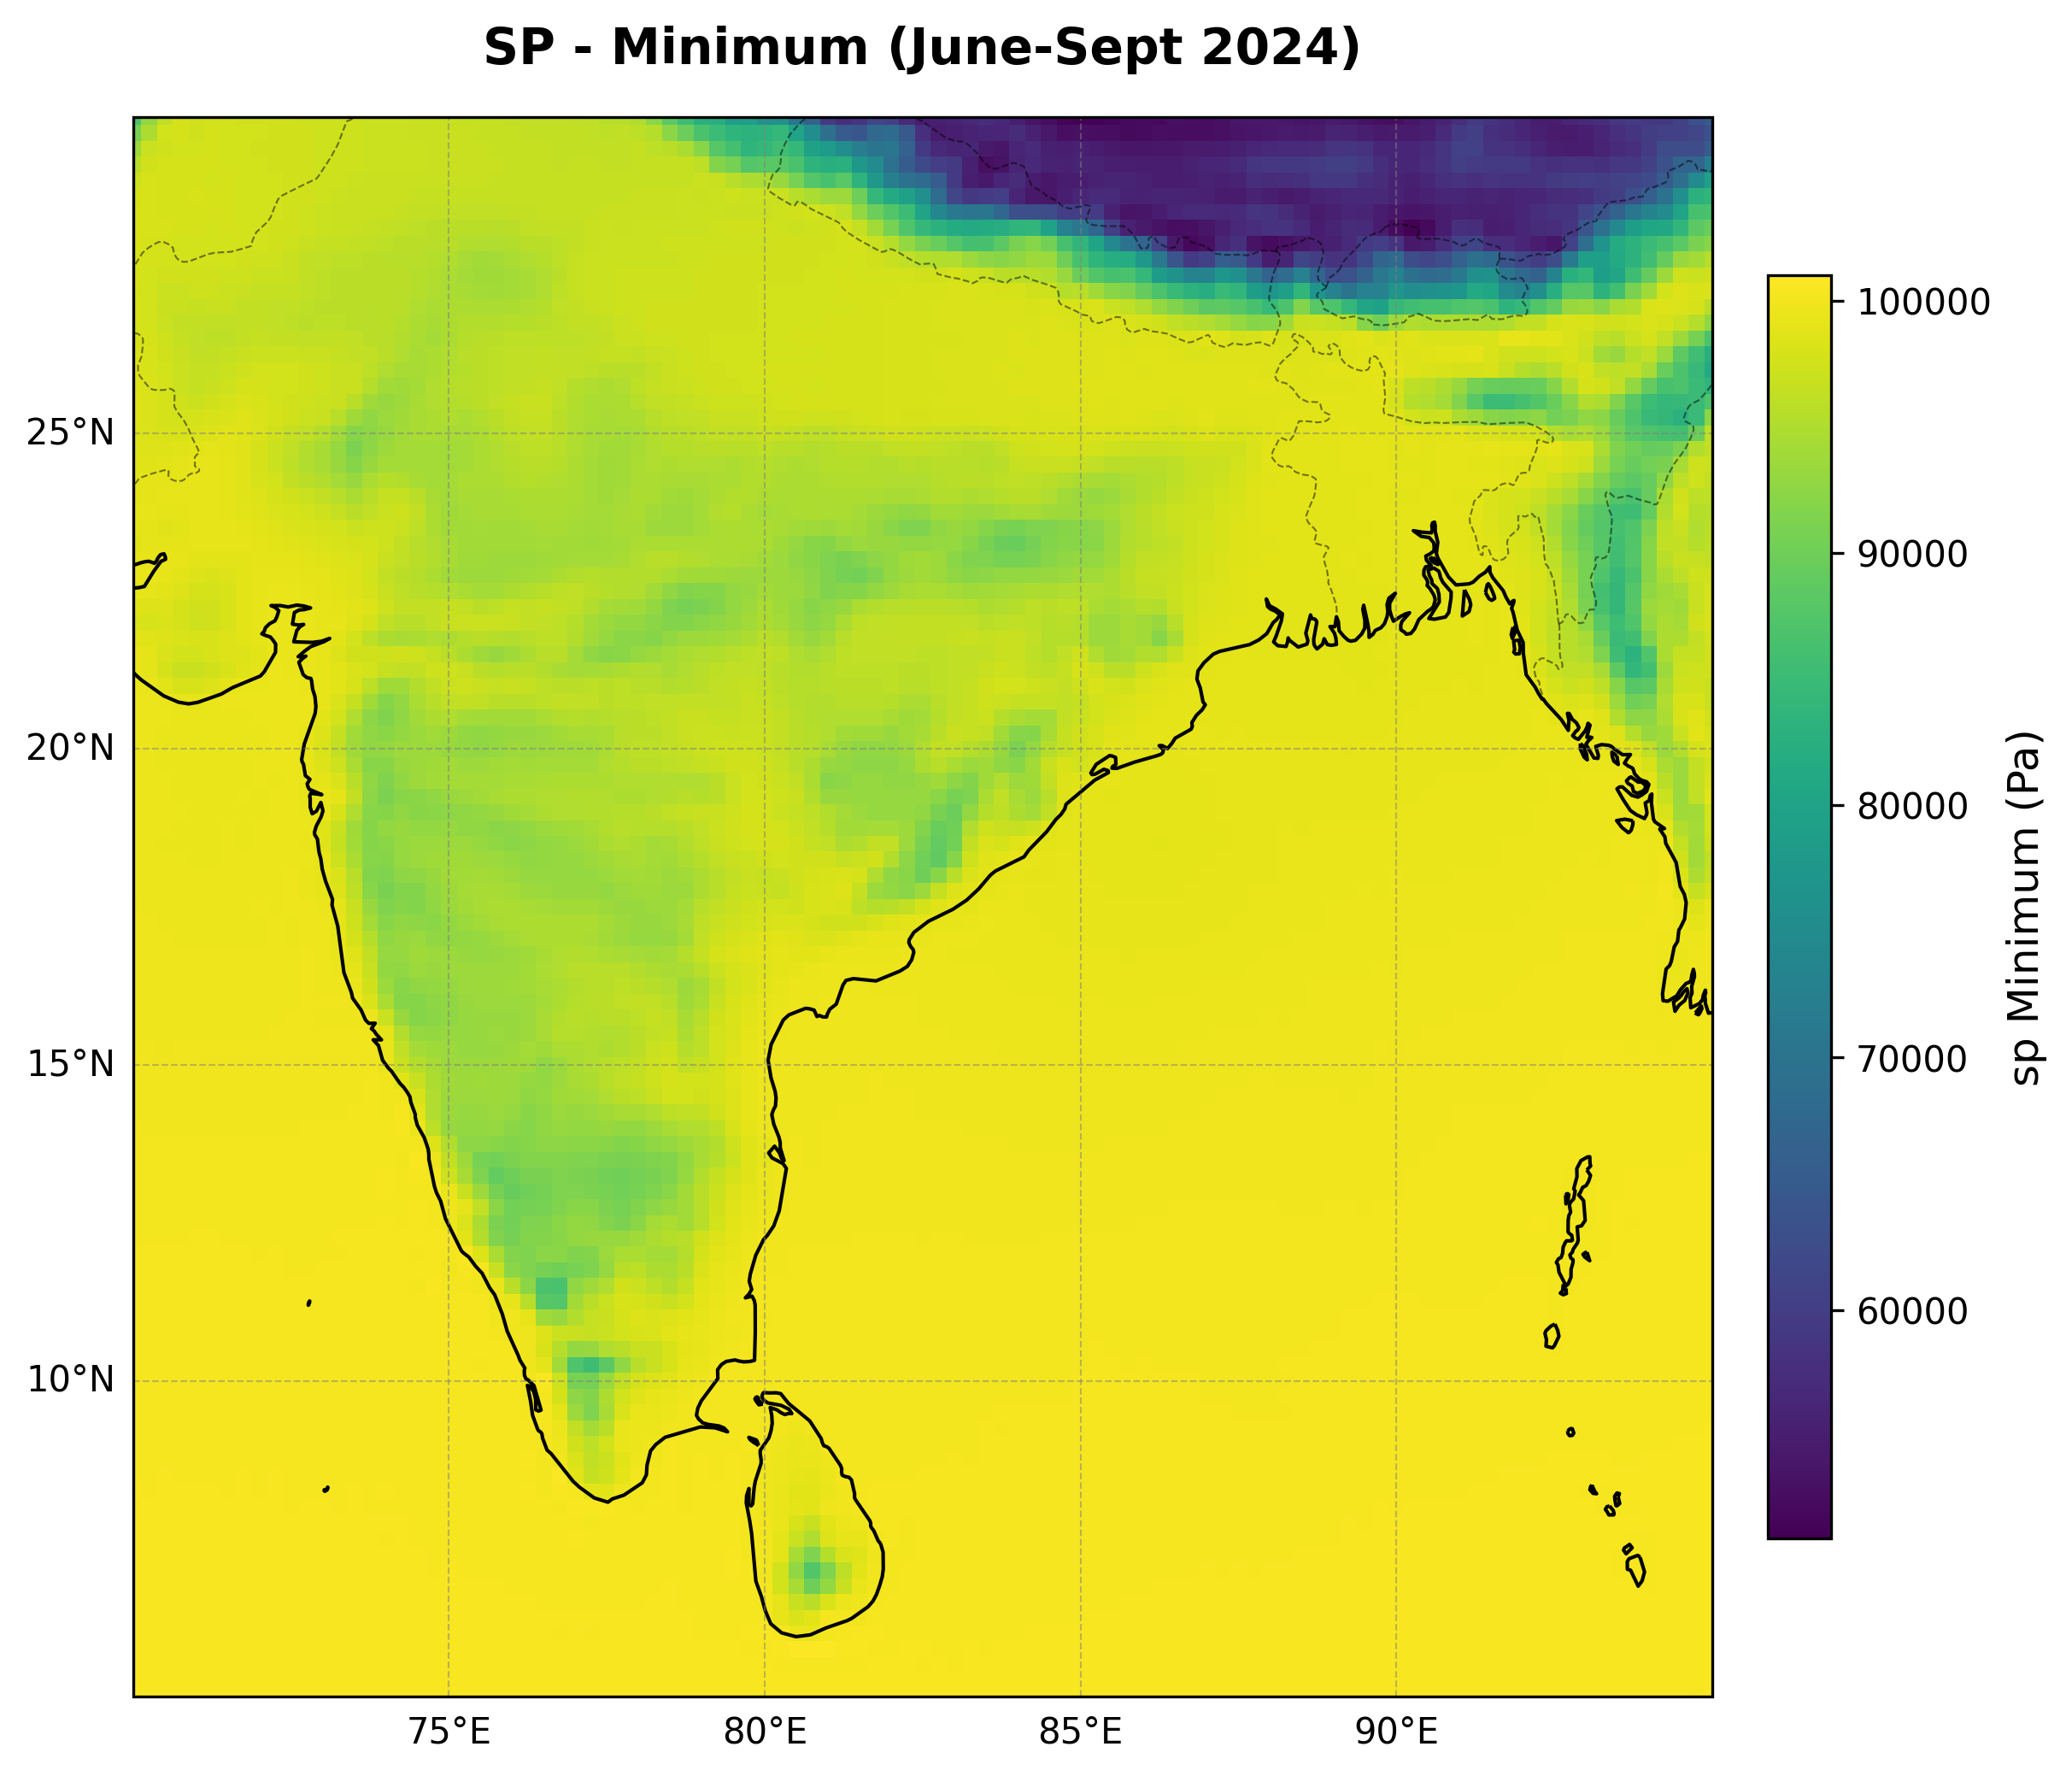 SP - Minimum (June-Sept 2024)
25°N
20°N
15°N
10°N
75°E
80°E
85°E
90°E
100000
90000
80000
70000
60000
sp Minimum (Pa)